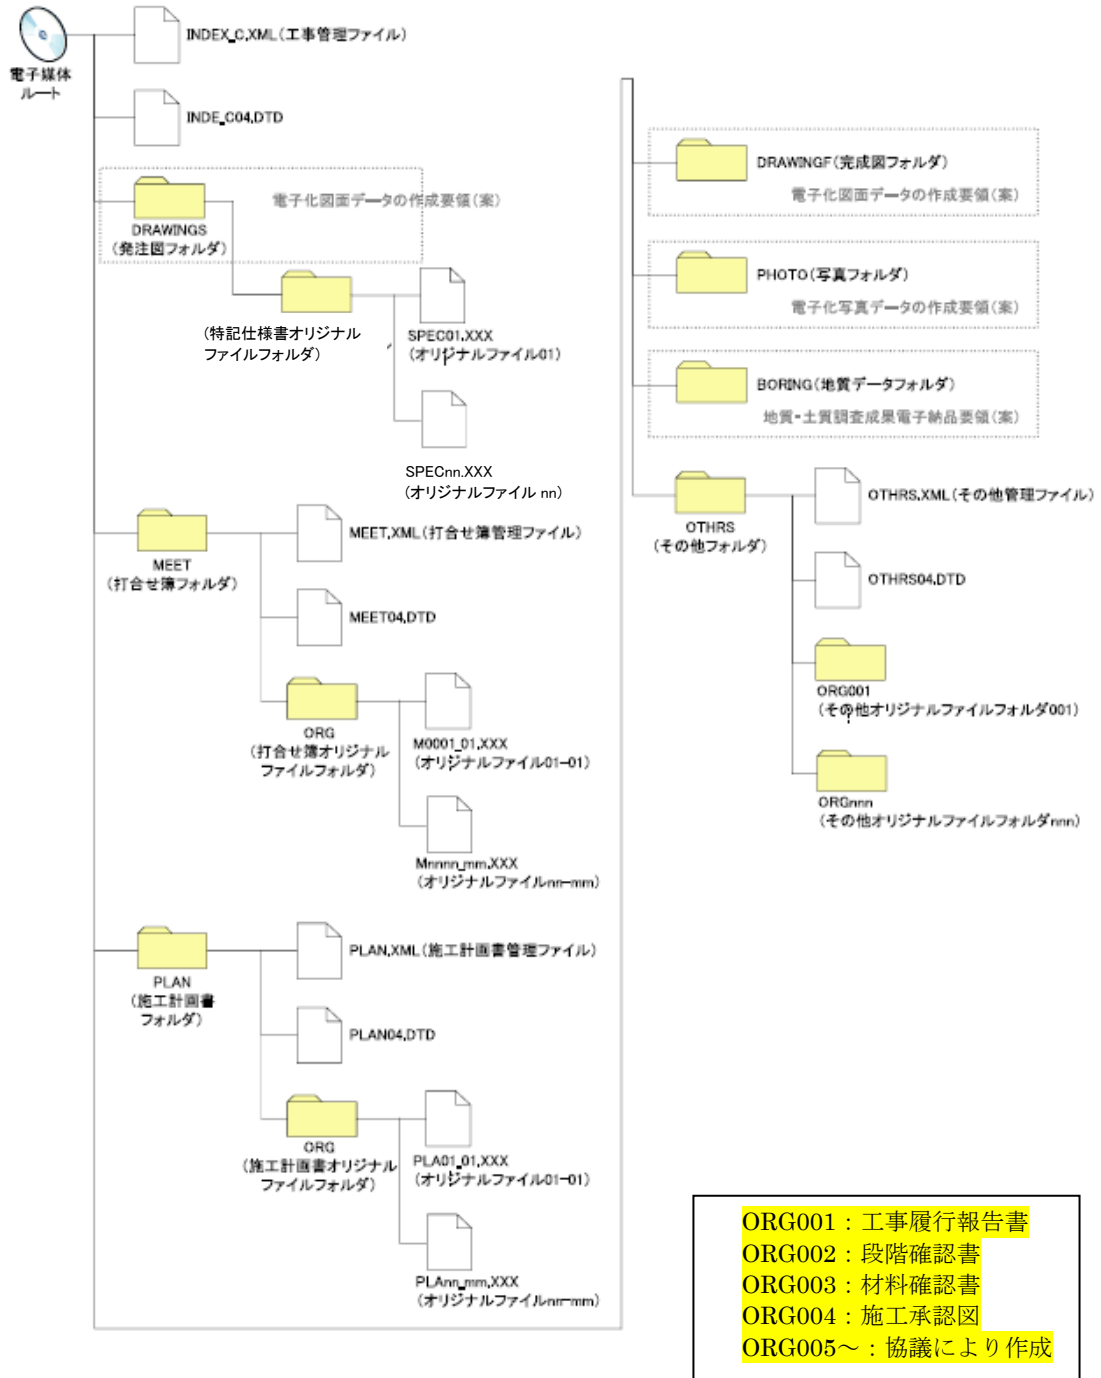 INDEX_C.XML(工事管理ファイル)
電子媒体
ルート
INDE_C04.DTD
電子化図面データの作成要領(案)
DRAWINGS
(発注図フォルダ)
(特記仕様書オリジナル
ファイルフォルダ)
SPEC01.XXX
(オリジナルファイル01)
SPECnn.XXX
(オリジナルファイル nn)
MEET.XML(打合せ簿管理ファイル)
MEET
(打合せ簿フォルダ)
MEET04.DTD
ORG
(打合せ簿オリジナル
ファイルフォルダ)
M0001_01.XXX
(オリジナルファイル01-01)
Mnnnn_mm.XXX
(オリジナルファイルnn-mm)
PLAN.XML(施工計画書管理ファイル)
PLAN
(施工計画書
フォルダ)
PLAN04.DTD
ORG
(施工計画書オリジナル
ファイルフォルダ)
PLA01_01.XXX
(オリジナルファイル01-01)
PLAnn_mm.XXX
(オリジナルファイルnn-mm)
DRAWINGF(完成図フォルダ)
電子化図面データの作成要領(案)
PHOTO(写真フォルダ)
電子化写真データの作成要領(案)
BORING(地質データフォルダ)
地質・土質調査成果電子納品要領(案)
OTHRS.XML(その他管理ファイル)
OTHRS
(その他フォルダ)
OTHRS04.DTD
ORG001
(その他オリジナルファイルフォルダ001)
ORGnnn
(その他オリジナルファイルフォルダnnn)
ORG001：工事履行報告書
ORG002：段階確認書
ORG003：材料確認書
ORG004：施工承認図
ORG005～：協議により作成